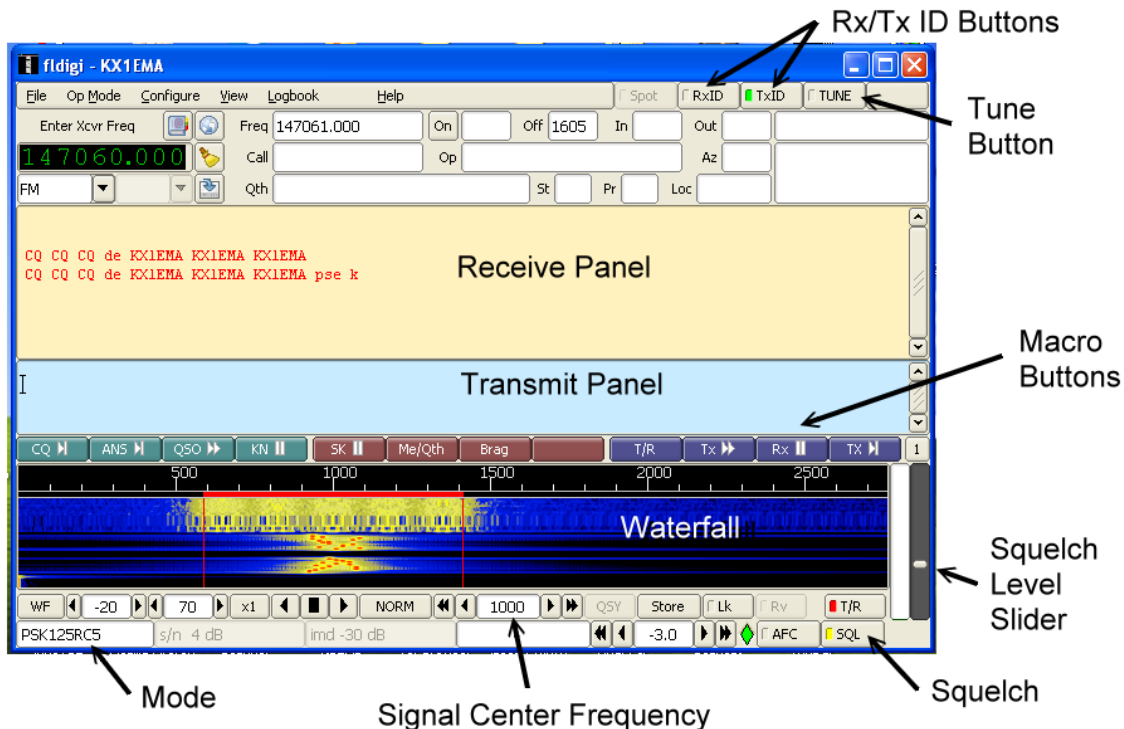 Rx/Tx ID Buttons
fldigi - KX1EMA
File Op Mode Configure View Logbook Help Spot RxID TxID TUNE
Tune
Button
Enter Xcvr Freq Freq 147061.000 On Off 1605 In Out
147060.000 Call Op Az
FM Qth St Pr Loc
CQ CQ CQ de KX1EMA KX1EMA KX1EMA
CQ CQ CQ de KX1EMA KX1EMA KX1EMA pse k
Receive Panel
Macro
Buttons
Transmit Panel
CQ ANS QSO KN SK Me/Qth Brag T/R Tx Rx TX 1
500 1000 1500 2000 2500
Waterfall
Squelch
Level
Slider
WF -20 70 x1 NORM 1000 QSY Store Lk Rv T/R
PSK125RC5 s/n 4 dB imd -30 dB -3.0 AFC SQL
Mode
Signal Center Frequency
Squelch